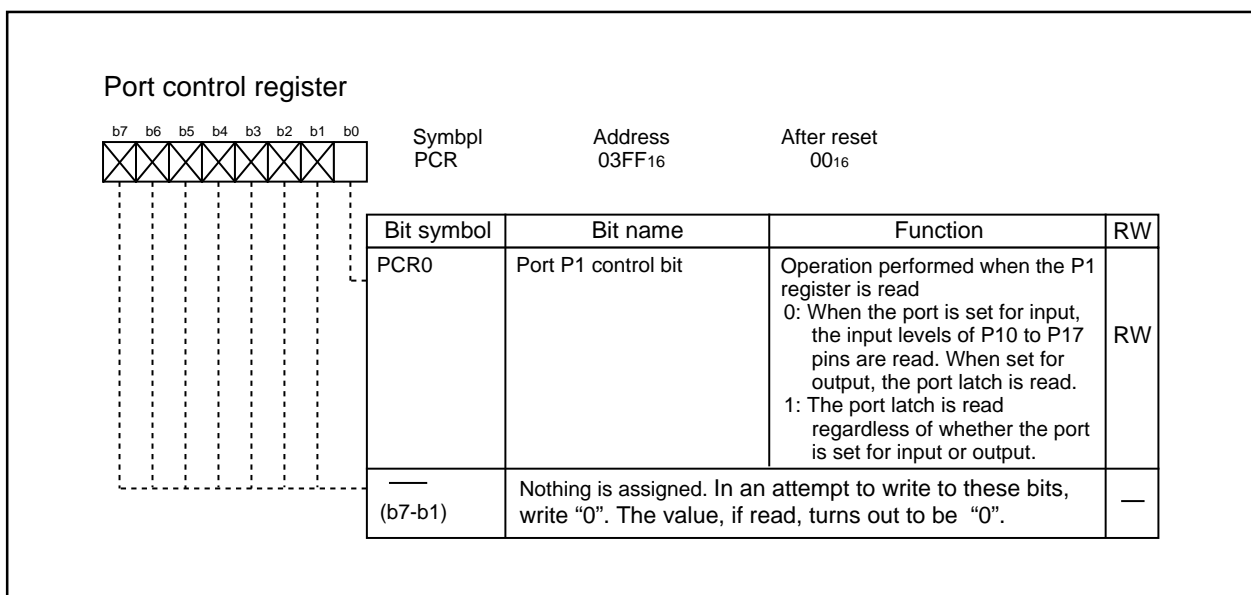 Port control register
b7 b6 b5 b4 b3 b2 b1 b0
Symbpl Address After reset
PCR 03FF16 0016
Bit symbol Bit name Function RW
PCR0 Port P1 control bit Operation performed when the P1
register is read
0: When the port is set for input,
the input levels of P10 to P17 RW
pins are read. When set for
output, the port latch is read.
1: The port latch is read
regardless of whether the port
is set for input or output.
— Nothing is assigned. In an attempt to write to these bits, —
(b7-b1) write “0”. The value, if read, turns out to be “0”.